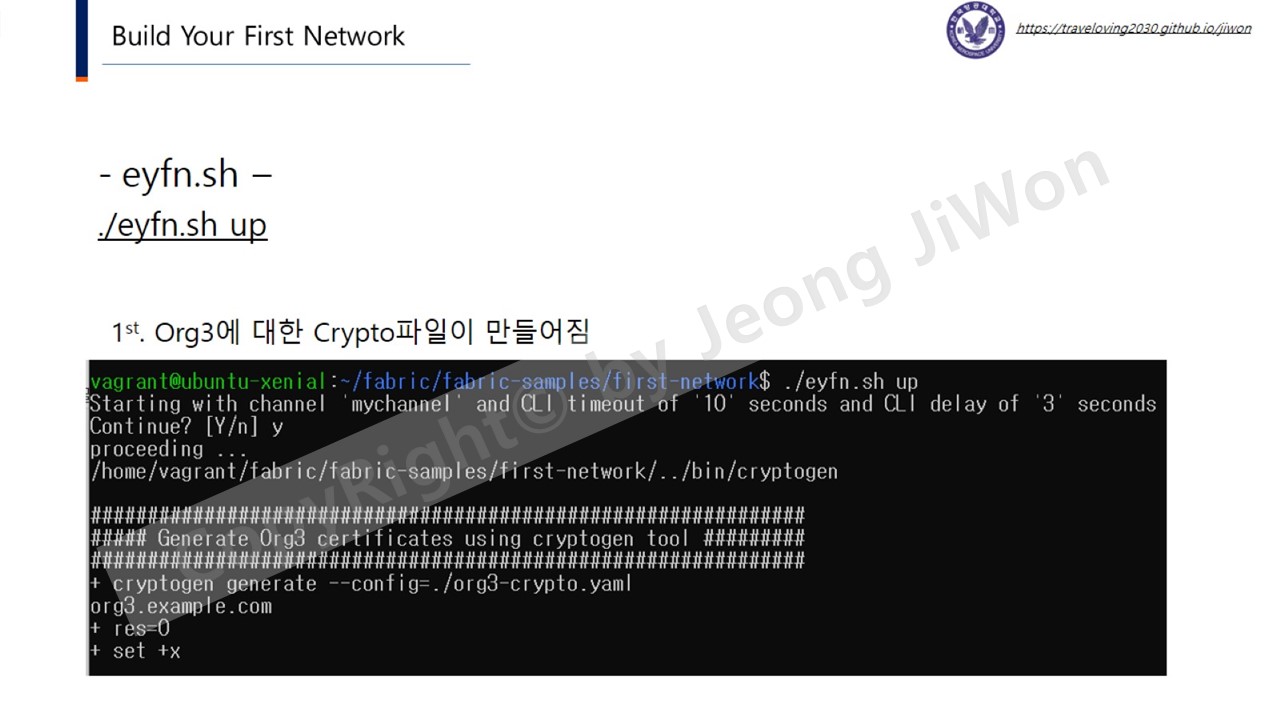 Build Your First Network
https://traveloving2030.github.io/jiwon
- eyfn.sh –
./eyfn.sh up
1st. Org3에 대한 Crypto파일이 만들어짐
vagrant@ubuntu-xenial:~/fabric/fabric-samples/first-network$ ./eyfn.sh up
Starting with channel 'mychannel' and CLI timeout of '10' seconds and CLI delay of '3' seconds
Continue? [Y/n] y
proceeding ...
/home/vagrant/fabric/fabric-samples/first-network/../bin/cryptogen
###############################################################
##### Generate Org3 certificates using cryptogen tool #########
###############################################################
+ cryptogen generate --config=./org3-crypto.yaml
org3.example.com
+ res=0
+ set +x
CopyRight© by Jeong JiWon